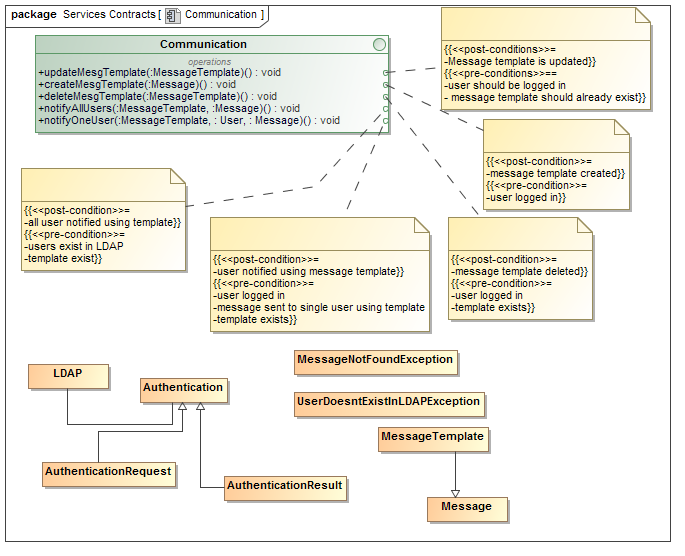 package Services Contracts [ Communication ]
Communication
operations
+updateMesgTemplate(:MessageTemplate)() : void
+createMesgTemplate(:Message)() : void
+deleteMesgTemplate(:MessageTemplate)() : void
+notifyAllUsers(:MessageTemplate, :Message)() : void
+notifyOneUser(:MessageTemplate, : User, : Message)() : void
{{<<post-conditions>>=
-Message template is updated}}
{{<<pre-conditions>>==
-user should be logged in
- message template should already exist}}
{{<<post-condition>>=
-message template created}}
{{<<pre-condition>>=
-user logged in}}
{{<<post-condition>>=
-all user notified using template}}
{{<<pre-condition>>=
-users exist in LDAP
-template exist}}
{{<<post-condition>>=
-user notified using message template}}
{{<<pre-condition>>=
-user logged in
-message sent to single user using template
-template exists}}
{{<<post-condition>>=
-message template deleted}}
{{<<pre-condition>>=
-user logged in
-template exists}}
LDAP
Authentication
AuthenticationRequest
AuthenticationResult
MessageNotFoundException
UserDoesntExistInLDAPException
MessageTemplate
Message